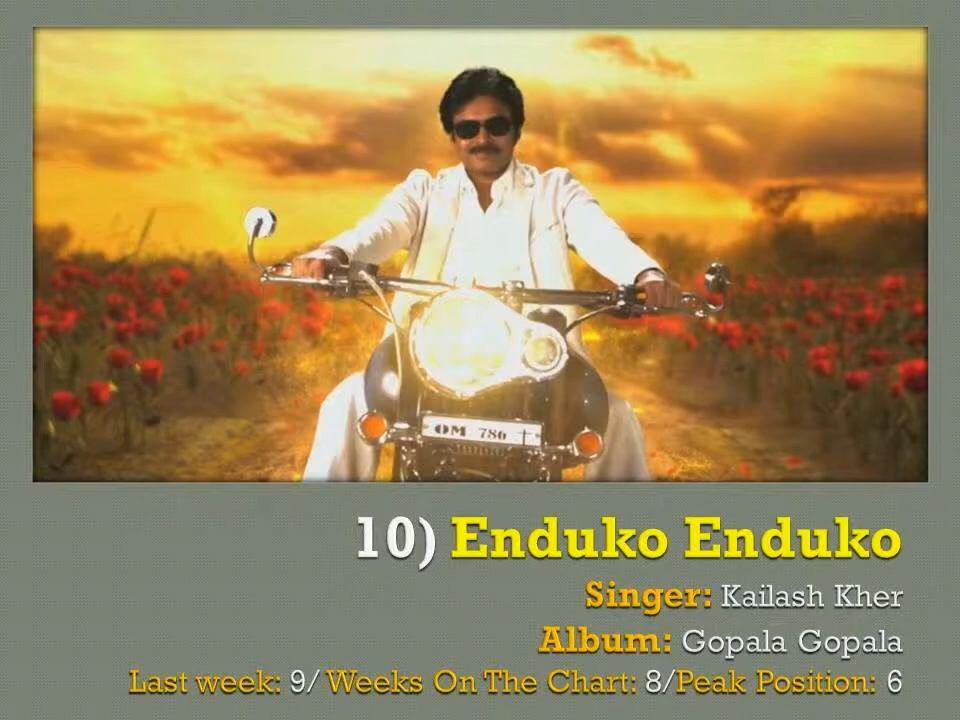 OM 786
10) Enduko Enduko
Singer: Kailash Kher
Album: Gopala Gopala
Last week: 9/ Weeks On The Chart: 8/Peak Position: 6